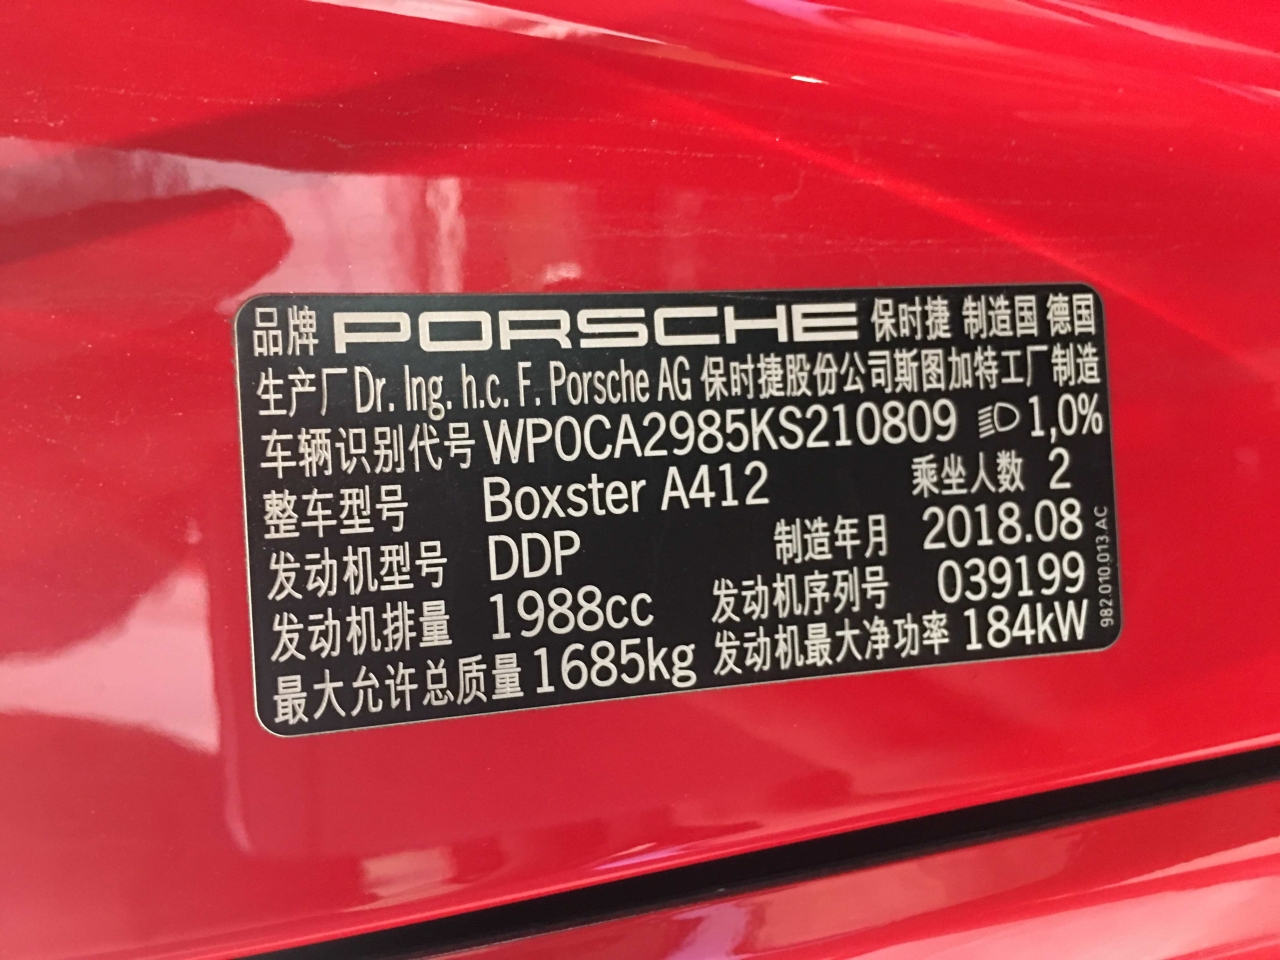 品牌 PORSCHE 保时捷 制造国 德国
生产厂 Dr. Ing. h.c. F. Porsche AG 保时捷股份公司斯图加特工厂制造
车辆识别代号 WP0CA2985KS210809 1,0%
整车型号 Boxster A412 乘坐人数 2
发动机型号 DDP 制造年月 2018.08
发动机排量 1988cc 发动机序列号 039199
最大允许总质量 1685kg 发动机最大净功率 184kW
982.010.013.AC